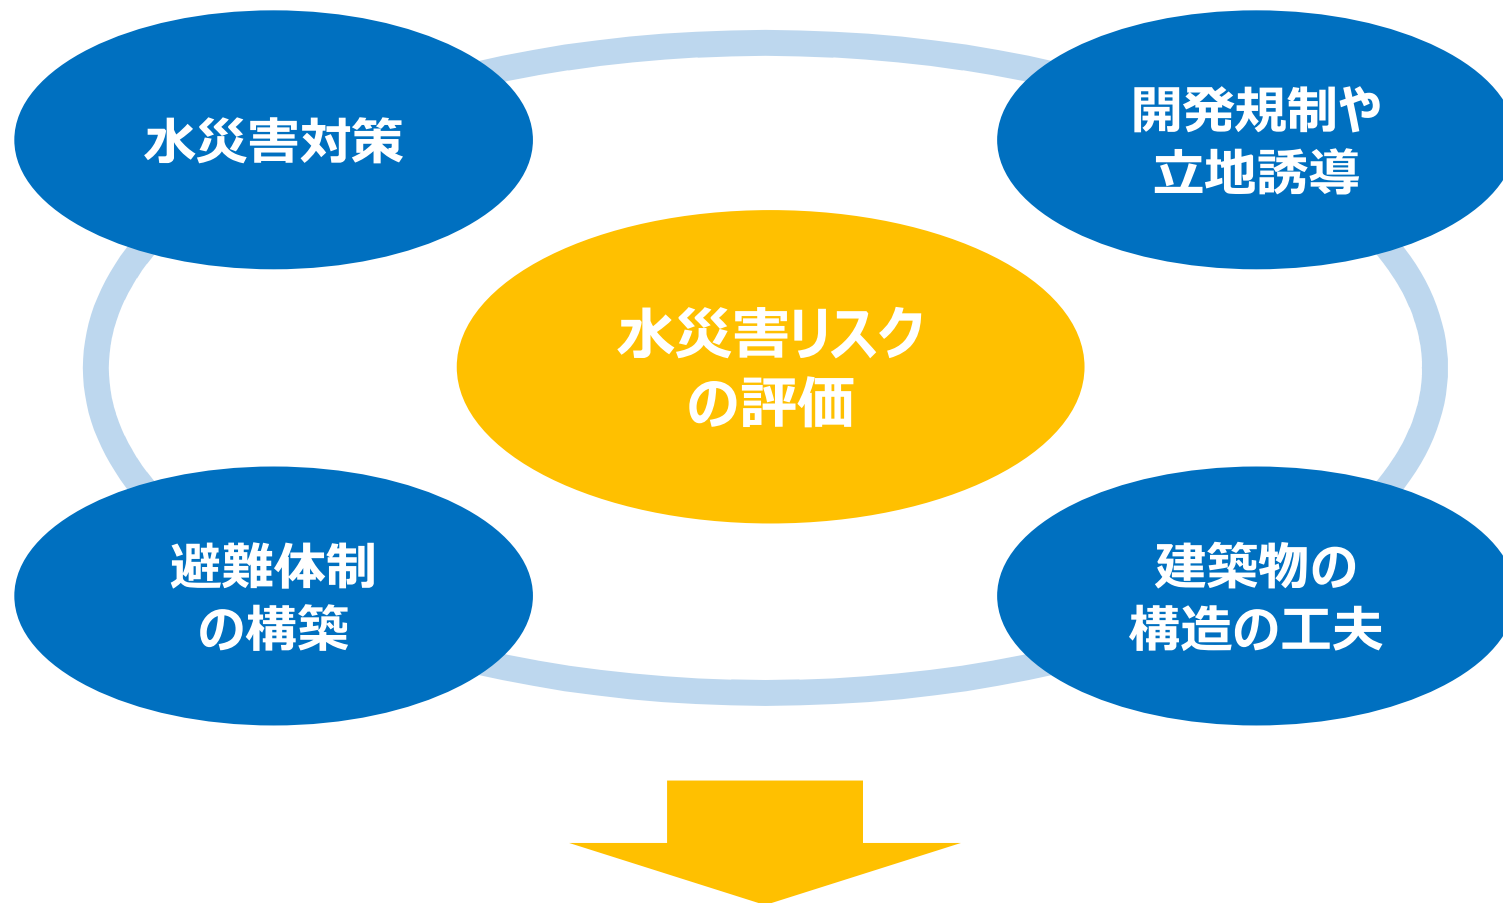 水災害対策
開発規制や
立地誘導
水災害リスク
の評価
避難体制
の構築
建築物の
構造の工夫